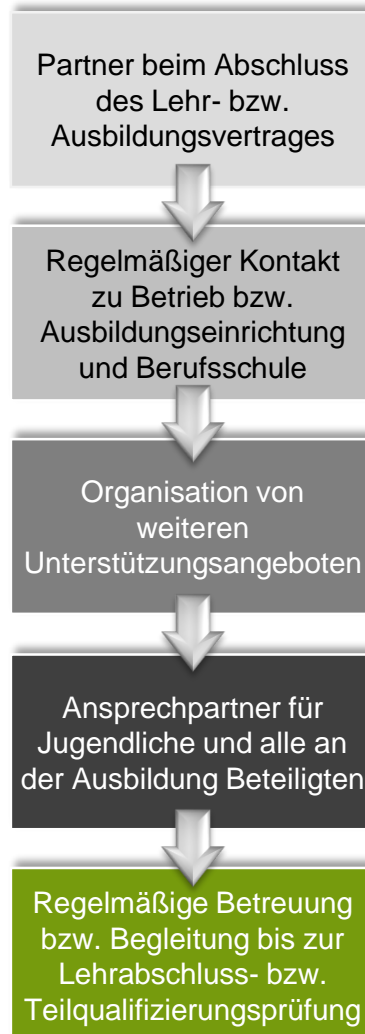 Partner beim Abschluss
des Lehr- bzw.
Ausbildungsvertrages
Regelmäßiger Kontakt
zu Betrieb bzw.
Ausbildungseinrichtung
und Berufsschule
Organisation von
weiteren
Unterstützungsangeboten
Ansprechpartner für
Jugendliche und alle an
der Ausbildung Beteiligten
Regelmäßige Betreuung
bzw. Begleitung bis zur
Lehrabschluss- bzw.
Teilqualifizierungsprüfung